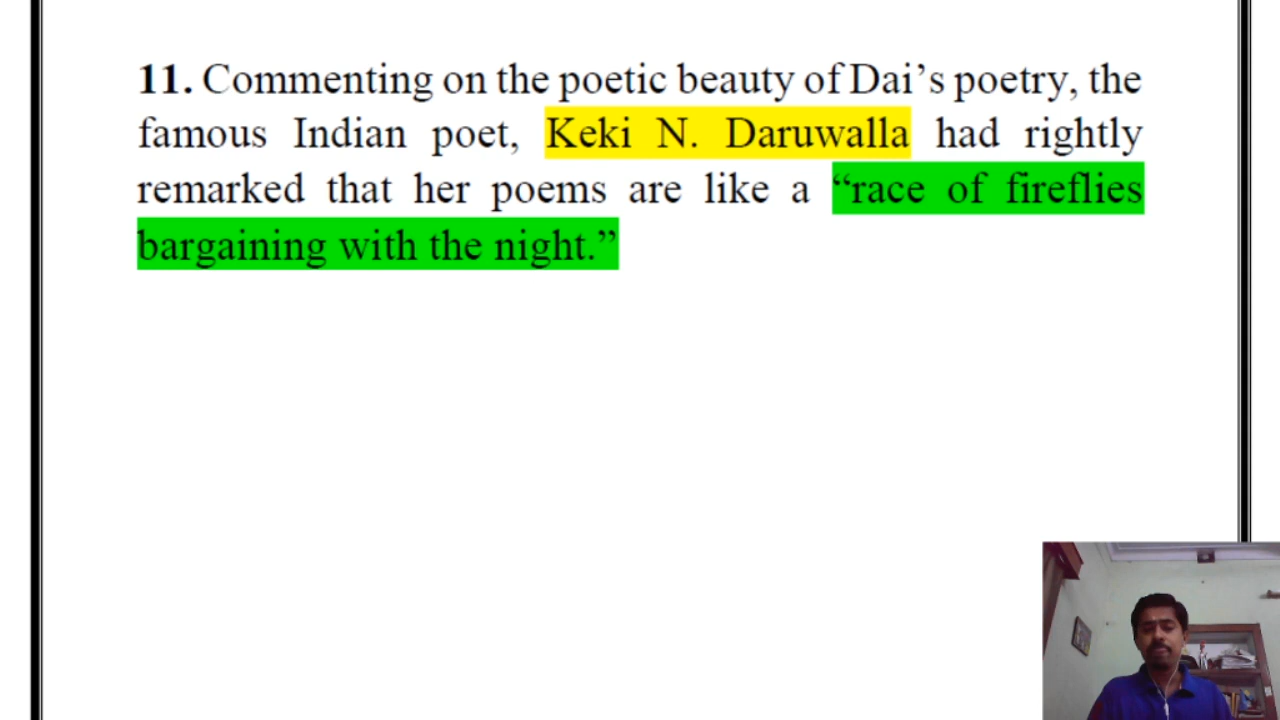 11. Commenting on the poetic beauty of Dai’s poetry, the
famous Indian poet, Keki N. Daruwalla had rightly
remarked that her poems are like a “race of fireflies
bargaining with the night.”